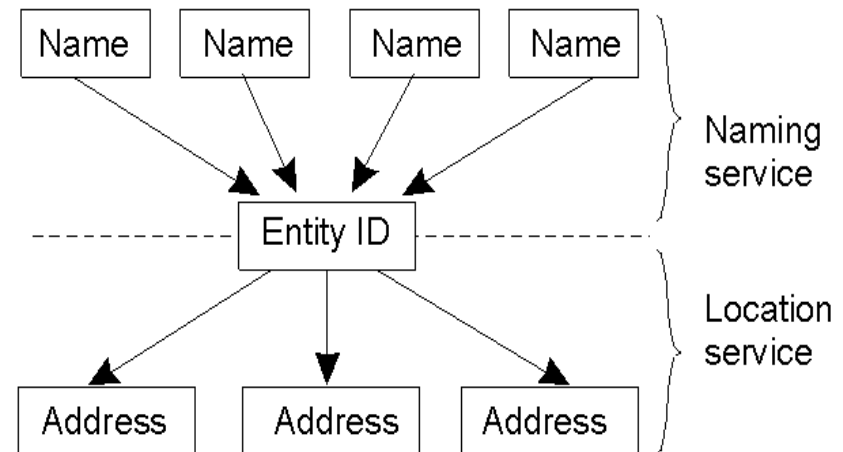 Name
Name
Name
Name
Naming
service
Entity ID
Location
service
Address
Address
Address